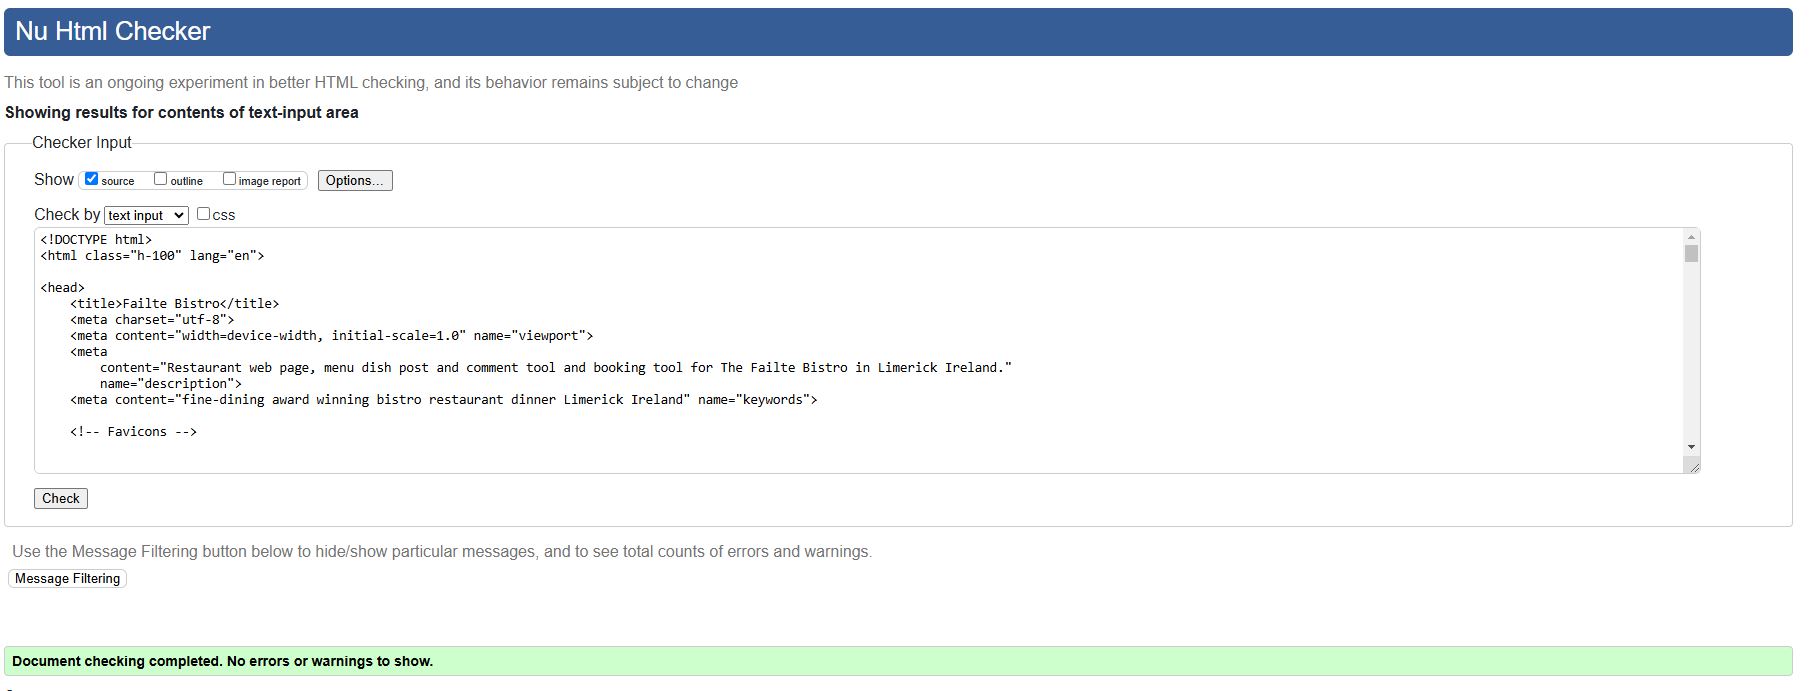 Nu Html Checker
This tool is an ongoing experiment in better HTML checking, and its behavior remains subject to change
Showing results for contents of text-input area
Checker Input
Show source outline image report Options...
Check by text input css
<!DOCTYPE html>
<html class="h-100" lang="en">
<head>
<title>Failte Bistro</title>
<meta charset="utf-8">
<meta content="width=device-width, initial-scale=1.0" name="viewport">
<meta
content="Restaurant web page, menu dish post and comment tool and booking tool for The Failte Bistro in Limerick Ireland."
name="description">
<meta content="fine-dining award winning bistro restaurant dinner Limerick Ireland" name="keywords">
<!-- Favicons -->
Check
Use the Message Filtering button below to hide/show particular messages, and to see total counts of errors and warnings.
Message Filtering
Document checking completed. No errors or warnings to show.